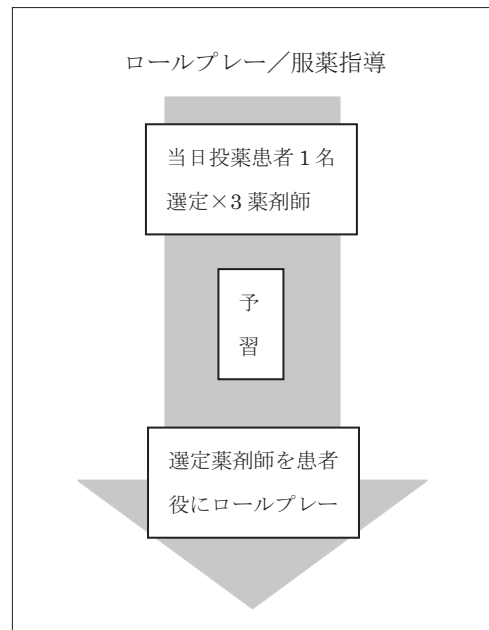 ロールプレー／服薬指導
当日投薬患者 1 名
選定×3 薬剤師
予
習
選定薬剤師を患者
役にロールプレー